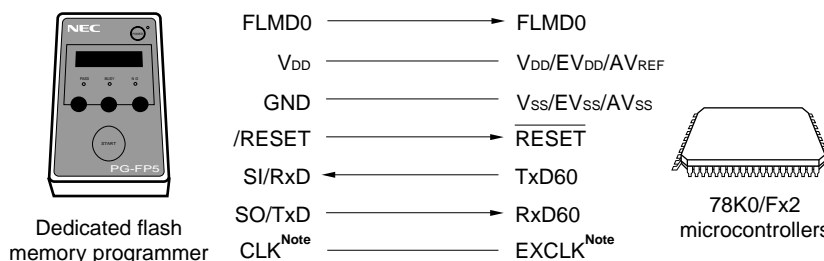 NEC
PASS BUSY N.G.
START
PG-FP5
Dedicated flash
memory programmer
FLMD0 FLMD0
VDD VDD/EVDD/AVREF
GND VSS/EVSS/AVSS
/RESET RESET
SI/RxD TxD60
SO/TxD RxD60
CLKNote EXCLKNote
78K0/Fx2
microcontrollers